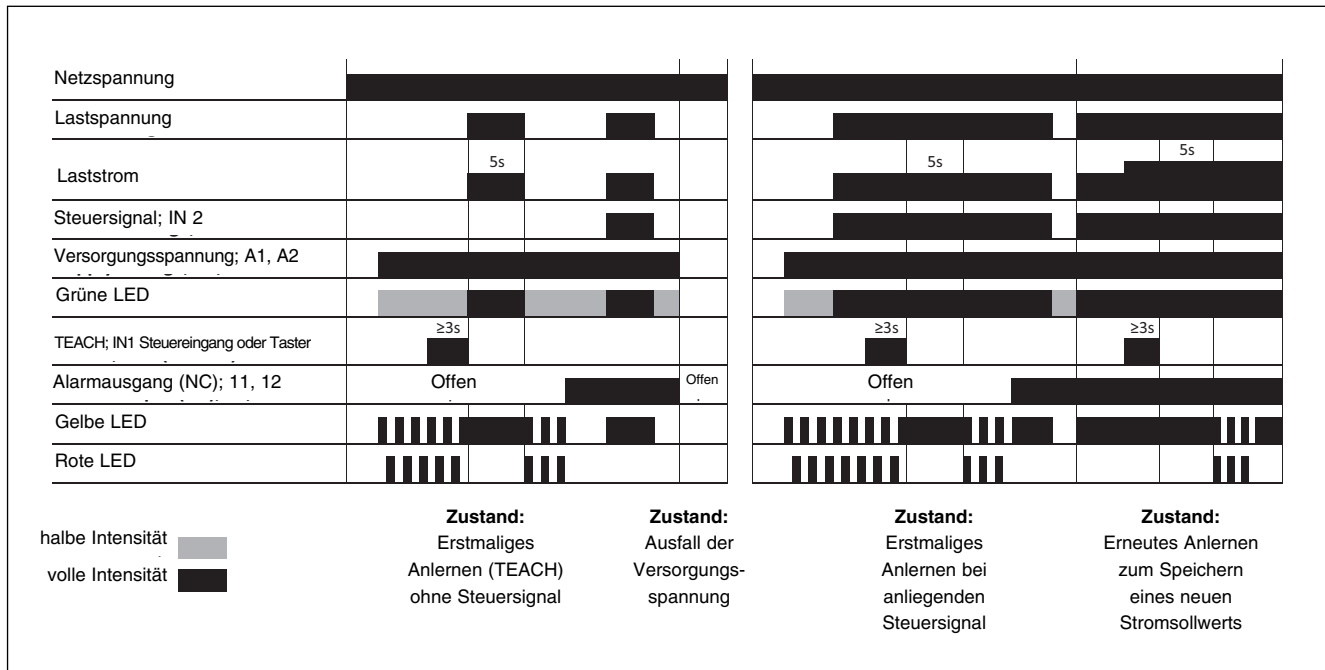 Netzspannung
Lastspannung
5s
5s
5s
Laststrom
Steuersignal; IN 2
Versorgungsspannung; A1, A2
Grüne LED
≥3s
≥3s
≥3s
TEACH; IN1 Steuereingang oder Taster
Alarmausgang (NC); 11, 12
Offen
Offen
Offen
Gelbe LED
Rote LED
halbe Intensität
volle Intensität
Zustand:
Erstmaliges
Anlernen (TEACH)
ohne Steuersignal
Zustand:
Ausfall der
Versorgungs-
spannung
Zustand:
Erstmaliges
Anlernen bei
anliegenden
Steuersignal
Zustand:
Erneutes Anlernen
zum Speichern
eines neuen
Stromsollwerts